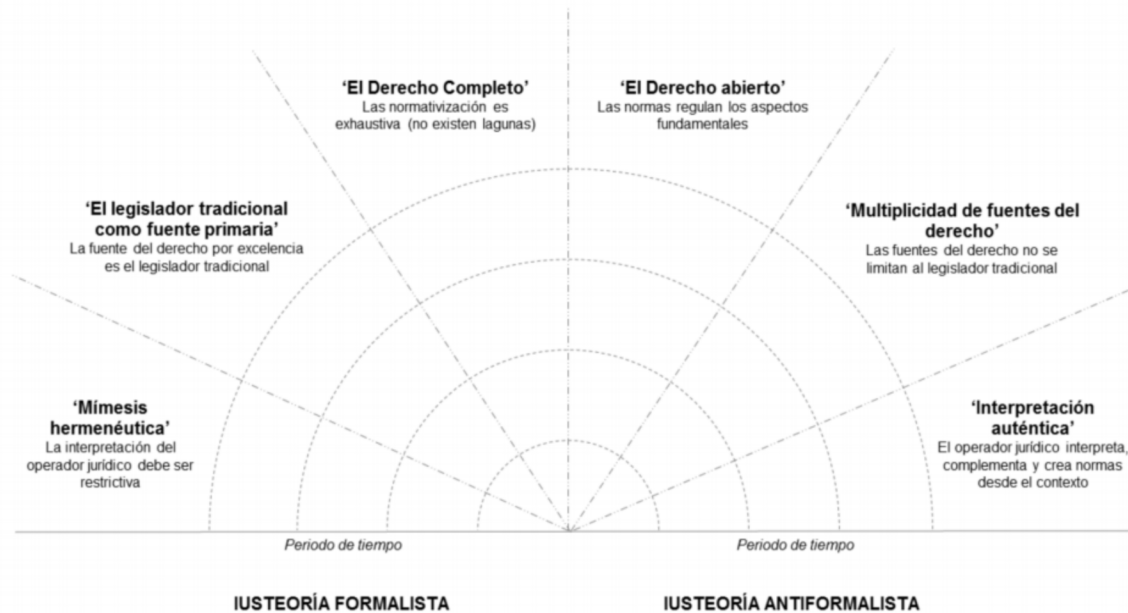 'El Derecho Completo'
Las normativización es
exhaustiva (no existen lagunas)
'El Derecho abierto'
Las normas regulan los aspectos
fundamentales
'El legislador tradicional
como fuente primaria'
La fuente del derecho por excelencia
es el legislador tradicional
'Multiplicidad de fuentes del
derecho'
Las fuentes del derecho no se
limitan al legislador tradicional
'Mímesis
hermenéutica'
La interpretación del
operador jurídico debe ser
restrictiva
'Interpretación
auténtica'
El operador jurídico interpreta,
complementa y crea normas
desde el contexto
Periodo de tiempo
Periodo de tiempo
IUSTEORÍA FORMALISTA
IUSTEORÍA ANTIFORMALISTA